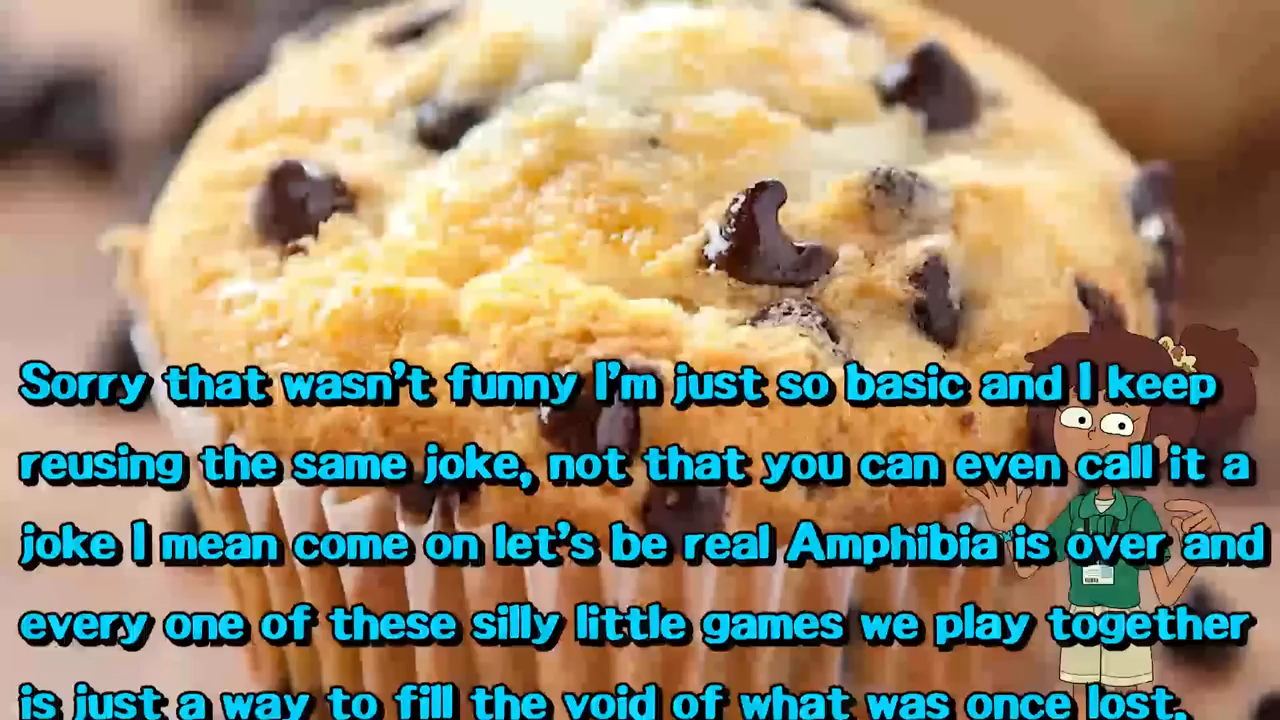 Sorry that wasn't funny I'm just so basic and I keep
reusing the same joke, not that you can even call it a
joke I mean come on let's be real Amphibia is over and
every one of these silly little games we play together
is just a way to fill the void of what was once lost.